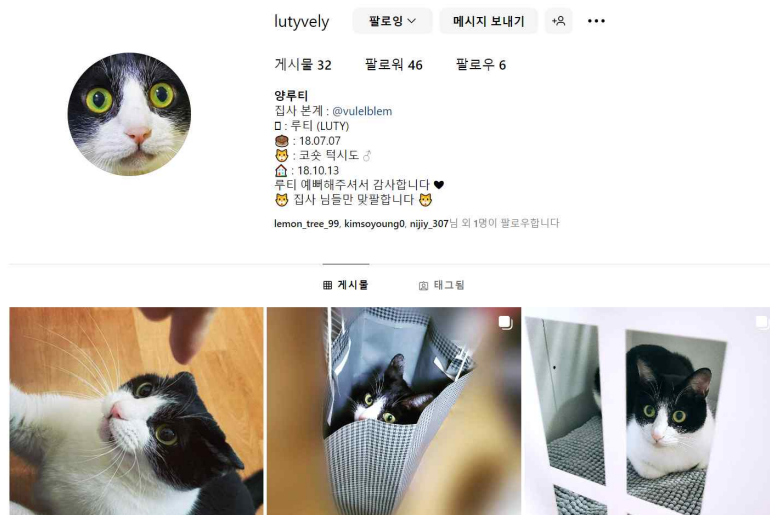 lutyvely
팔로잉
메시지 보내기
게시물 32
팔로워 46
팔로우 6
양루티
집사 본계 : @vulelblem
: 루티 (LUTY)
: 18.07.07
: 코숏 턱시도 ♂
: 18.10.13
루티 예뻐해주셔서 감사합니다 🖤
🐱 집사 님들만 맞팔합니다 🐱
lemon_tree_99, kimsoyoung0, nijiy_307님 외 1명이 팔로우합니다
게시물
태그됨